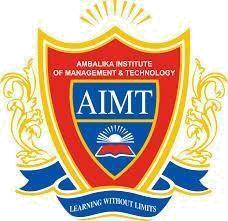 AMBALIKA INSTITUTE
OF MANAGEMENT & TECHNOLOGY
AIMT
LEARNING WITHOUT LIMITS